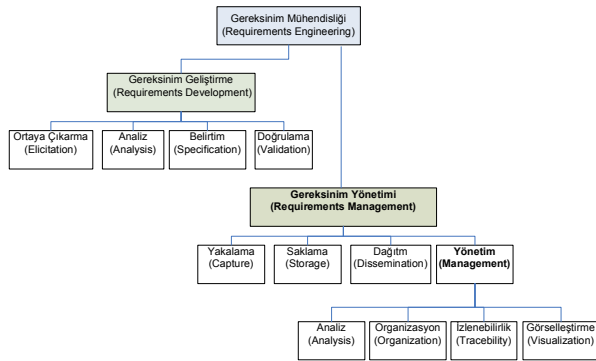 Gereksinim Mühendisliği
(Requirements Engineering)
Gereksinim Geliştirme
(Requirements Development)
Ortaya Çıkarma
(Elicitation)
Analiz
(Analysis)
Belirtim
(Specification)
Doğrulama
(Validation)
Gereksinim Yönetimi
(Requirements Management)
Yakalama
(Capture)
Saklama
(Storage)
Dağıtm
(Dissemination)
Yönetim
(Management)
Analiz
(Analysis)
Organizasyon
(Organization)
İzlenebilirlik
(Tracebility)
Görselleştirme
(Visualization)